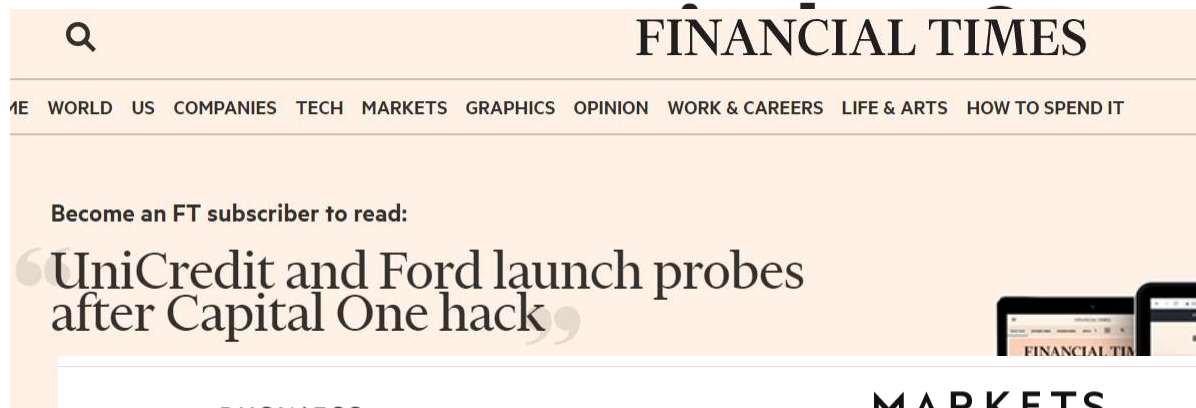 FINANCIAL TIMES
WORLD US COMPANIES TECH MARKETS GRAPHICS OPINION WORK & CAREERS LIFE & ARTS HOW TO SPEND IT
Become an FT subscriber to read:
“UniCredit and Ford launch probes
after Capital One hack”
FINANCIAL
MARKETS